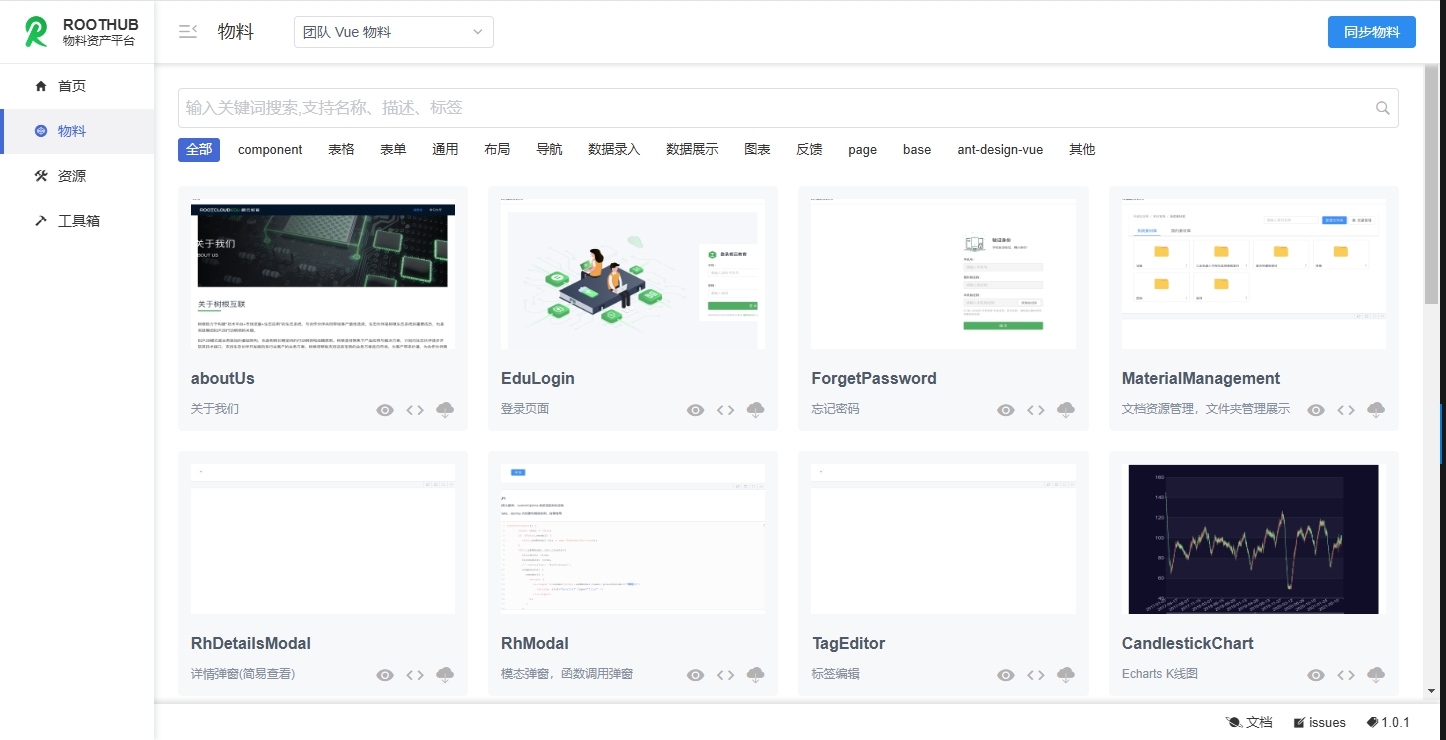 ROOTHUB
物料资产平台
物料
团队 Vue 物料
同步物料
首页
物料
资源
工具箱
输入关键词搜索,支持名称、描述、标签
全部 component 表格 表单 通用 布局 导航 数据录入 数据展示 图表 反馈 page base ant-design-vue 其他
关于我们
关于树根互联
aboutUs
关于我们
EduLogin
登录页面
ForgetPassword
忘记密码
MaterialManagement
文档资源管理，文件夹管理展示
RhDetailsModal
详情弹窗(简易查看)
RhModal
模态弹窗，函数调用弹窗
TagEditor
标签编辑
CandlestickChart
Echarts K线图
文档
issues
1.0.1